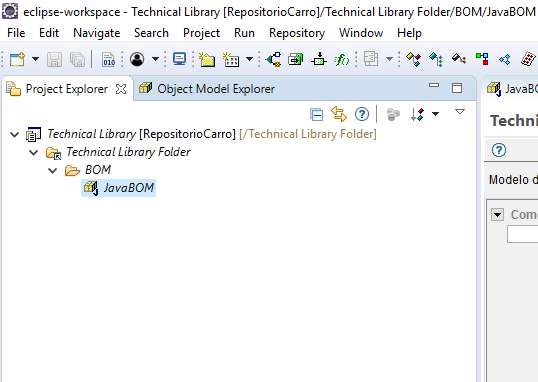 eclipse-workspace - Technical Library [RepositorioCarro]/Technical Library Folder/BOM/JavaBOM
File Edit Navigate Search Project Run Repository Window Help
010 f()
Project Explorer Object Model Explorer JavaBO
Techni
Technical Library [RepositorioCarro] [/Technical Library Folder]
Technical Library Folder
BOM
Modelo d
JavaBOM
Com